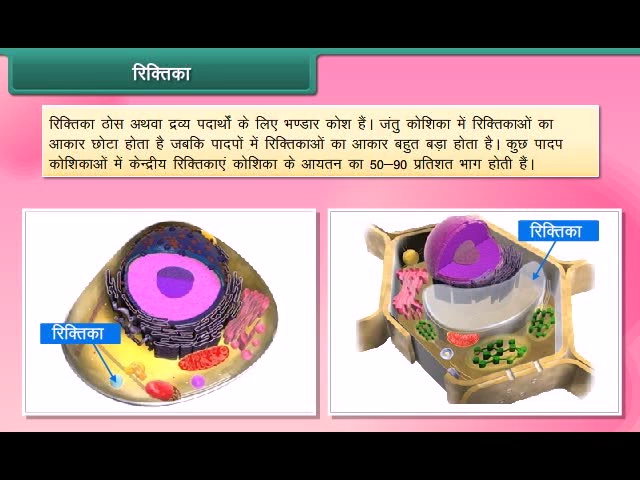 रिक्तिका
रिक्तिका ठोस अथवा द्रव्य पदार्थों के लिए भण्डार कोश हैं। जंतु कोशिका में रिक्तिकाओं का
आकार छोटा होता है जबकि पादपों में रिक्तिकाओं का आकार बहुत बड़ा होता है। कुछ पादप
कोशिकाओं में केन्द्रीय रिक्तिकाएं कोशिका के आयतन का 50–90 प्रतिशत भाग होती हैं।
रिक्तिका
रिक्तिका